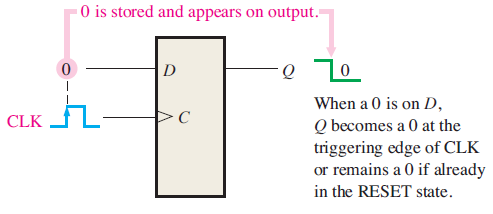 0 is stored and appears on output.
0
D
Q
0
CLK
C
When a 0 is on D,
Q becomes a 0 at the
triggering edge of CLK
or remains a 0 if already
in the RESET state.